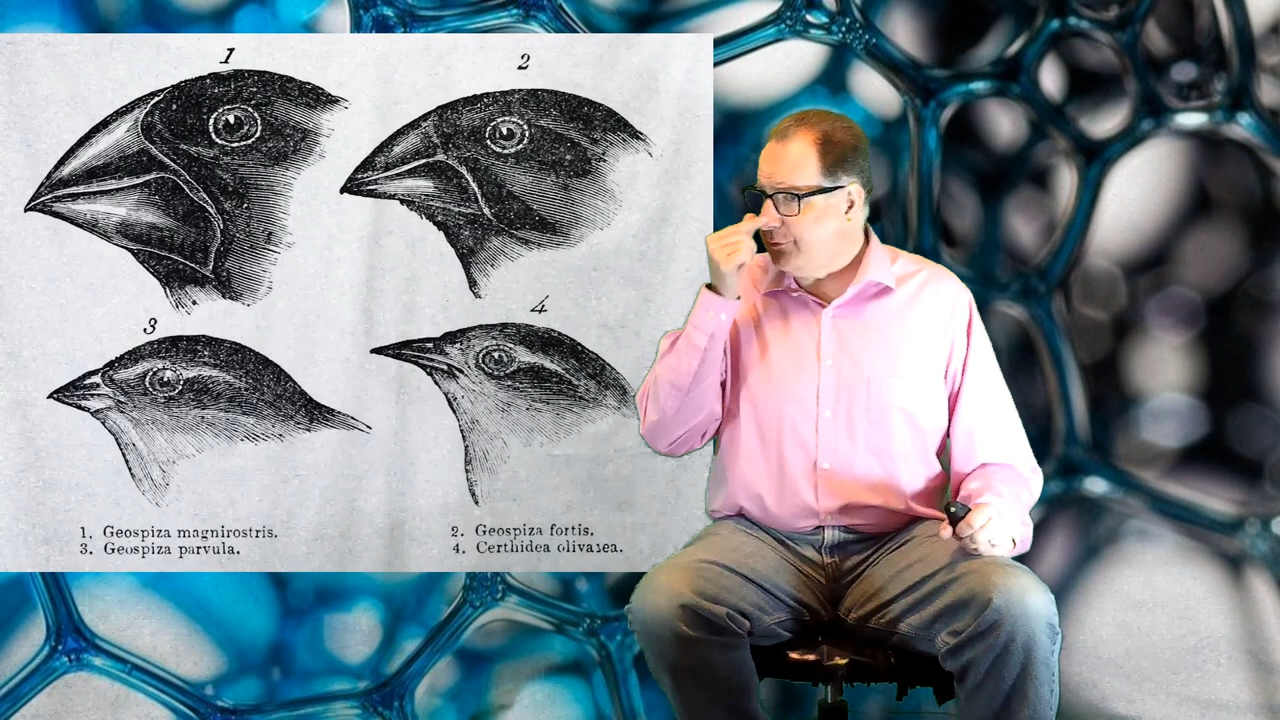 1
2
3
4
1. Geospiza magnirostris.
2. Geospiza fortis.
3. Geospiza parvula.
4. Certhidea olivasea.